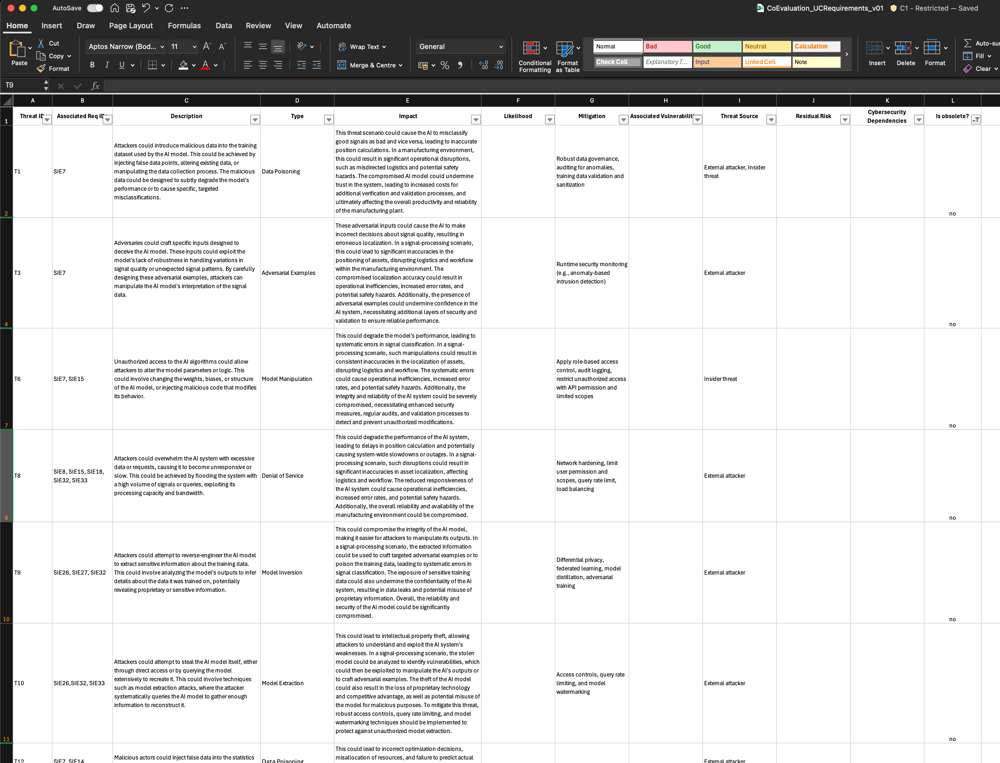 AutoSave
CoEvaluation_UCRequirements_v01
C1 - Restricted — Saved
Home Insert Draw Page Layout Formulas Data Review View Automate
Paste
Cut
Copy
Format
Aptos Narrow (Bod...
11
B I U
Wrap Text
Merge & Centre
General
Conditional
Formatting
Format
as Table
Normal Bad Good Neutral Calculation
Check Cell Explanatory T... Input Linked Cell Note
Insert Delete Format
Auto-su
Fill
Clear
T9
fx
A B C D E F G H I J K L
1
Threat ID
Associated Req ID
Description
Type
Impact
Likelihood
Mitigation
Associated Vulnerabilitie
Threat Source
Residual Risk
Cybersecurity
Dependencies
Is obsolete?
2
T1
SIE7
Attackers could introduce malicious data into the training
dataset used by the AI model. This could be achieved by
injecting false data points, altering existing data, or
manipulating the data collection process. The malicious
data could be designed to subtly degrade the model's
performance or to cause specific, targeted
misclassifications.
Data Poisoning
This threat scenario could cause the AI to misclassify
good signals as bad and vice versa, leading to inaccurate
position calculations. In a manufacturing environment,
this could result in significant operational disruptions,
such as misdirected logistics and potential safety
hazards. The compromised AI model could undermine
trust in the system, leading to increased costs for
additional verification and validation processes, and
ultimately affecting the overall productivity and reliability
of the manufacturing plant.
Robust data governance,
auditing for anomalies,
training data validation and
sanitization
External attacker, Insider
threat
no
4
T3
SIE7
Adversaries could craft specific inputs designed to
deceive the AI model. These inputs could exploit the
model's lack of robustness in handling variations in
signal quality or unexpected signal patterns. By carefully
designing these adversarial examples, attackers can
manipulate the AI model's interpretation of the signal
data.
Adversarial Examples
These adversarial inputs could cause the AI to make
incorrect decisions about signal quality, resulting in
erroneous localization. In a signal-processing scenario,
this could lead to significant inaccuracies in the
positioning of assets, disrupting logistics and workflow
within the manufacturing environment. The
compromised localization accuracy could result in
operational inefficiencies, increased error rates, and
potential safety hazards. Additionally, the presence of
adversarial examples could undermine confidence in the
AI system, necessitating additional layers of security and
validation to ensure reliable performance.
Runtime security monitoring
(e.g., anomaly-based
intrusion detection)
External attacker
no
7
T6
SIE7, SIE15
Unauthorized access to the AI algorithms could allow
attackers to alter the model parameters or logic. This
could involve changing the weights, biases, or structure
of the AI model, or injecting malicious code that modifies
its behavior.
Model Manipulation
This could degrade the model's performance, leading to
systematic errors in signal classification. In a signal-
processing scenario, such manipulations could result in
consistent inaccuracies in the localization of assets,
disrupting logistics and workflow. The systematic errors
could cause operational inefficiencies, increased error
rates, and potential safety hazards. Additionally, the
integrity and reliability of the AI system could be severely
compromised, necessitating enhanced security
measures, regular audits, and validation processes to
detect and prevent unauthorized modifications.
Apply role-based access
control, audit logging,
restrict unauthorized access
with API permission and
limited scopes
Insider threat
no
9
T8
SIE8, SIE15, SIE18,
SIE32, SIE33
Attackers could overwhelm the AI system with excessive
data or requests, causing it to become unresponsive or
slow. This could be achieved by flooding the system with
a high volume of signals or queries, exploiting its
processing capacity and bandwidth.
Denial of Service
This could degrade the performance of the AI system,
leading to delays in position calculation and potentially
causing system-wide slowdowns or outages. In a signal-
processing scenario, such disruptions could result in
significant inaccuracies in asset localization, affecting
logistics and workflow. The reduced responsiveness of
the AI system could cause operational inefficiencies,
increased error rates, and potential safety hazards.
Additionally, the overall reliability and availability of the
manufacturing environment could be compromised.
Network hardening, limit
user permission and
scopes, query rate limit,
load balancing
External attacker
no
10
T9
SIE26, SIE27, SIE32
Attackers could attempt to reverse-engineer the AI model
to extract sensitive information about the training data.
This could involve analyzing the model's outputs to infer
details about the data it was trained on, potentially
revealing proprietary or sensitive information.
Model Inversion
This could compromise the integrity of the AI model,
making it easier for attackers to manipulate its outputs. In
a signal-processing scenario, the extracted information
could be used to craft targeted adversarial examples or to
poison the training data, leading to systematic errors in
signal classification. The exposure of sensitive training
data could also undermine the confidentiality of the AI
system, resulting in data leaks and potential misuse of
proprietary information. Overall, the reliability and
security of the AI model could be significantly
compromised.
Differential privacy,
federated learning, model
distillation, adversarial
training
External attacker
no
11
T10
SIE26,SIE32, SIE33
Attackers could attempt to steal the AI model itself, either
through direct access or by querying the model
extensively to recreate it. This could involve techniques
such as model extraction attacks, where the attacker
systematically queries the AI model to gather enough
information to reconstruct it.
Model Extraction
This could lead to intellectual property theft, allowing
attackers to understand and exploit the AI system's
weaknesses. In a signal-processing scenario, the stolen
model could be analyzed to identify vulnerabilities, which
could then be exploited to manipulate the AI's outputs or
to craft adversarial examples. The theft of the AI model
could also result in the loss of proprietary technology
and competitive advantage, as well as potential misuse of
the model for malicious purposes. To mitigate this threat,
robust access controls, query rate limiting, and model
watermarking techniques should be implemented to
protect against unauthorized model extraction.
Access controls, query rate
limiting, and model
watermarking
External attacker
no
T12
SIE7, SIE14
Malicious actors could inject false data into the statistics
Data Poisoning
This could lead to incorrect optimization decisions,
misallocation of resources, and failure to predict actual
External attacker